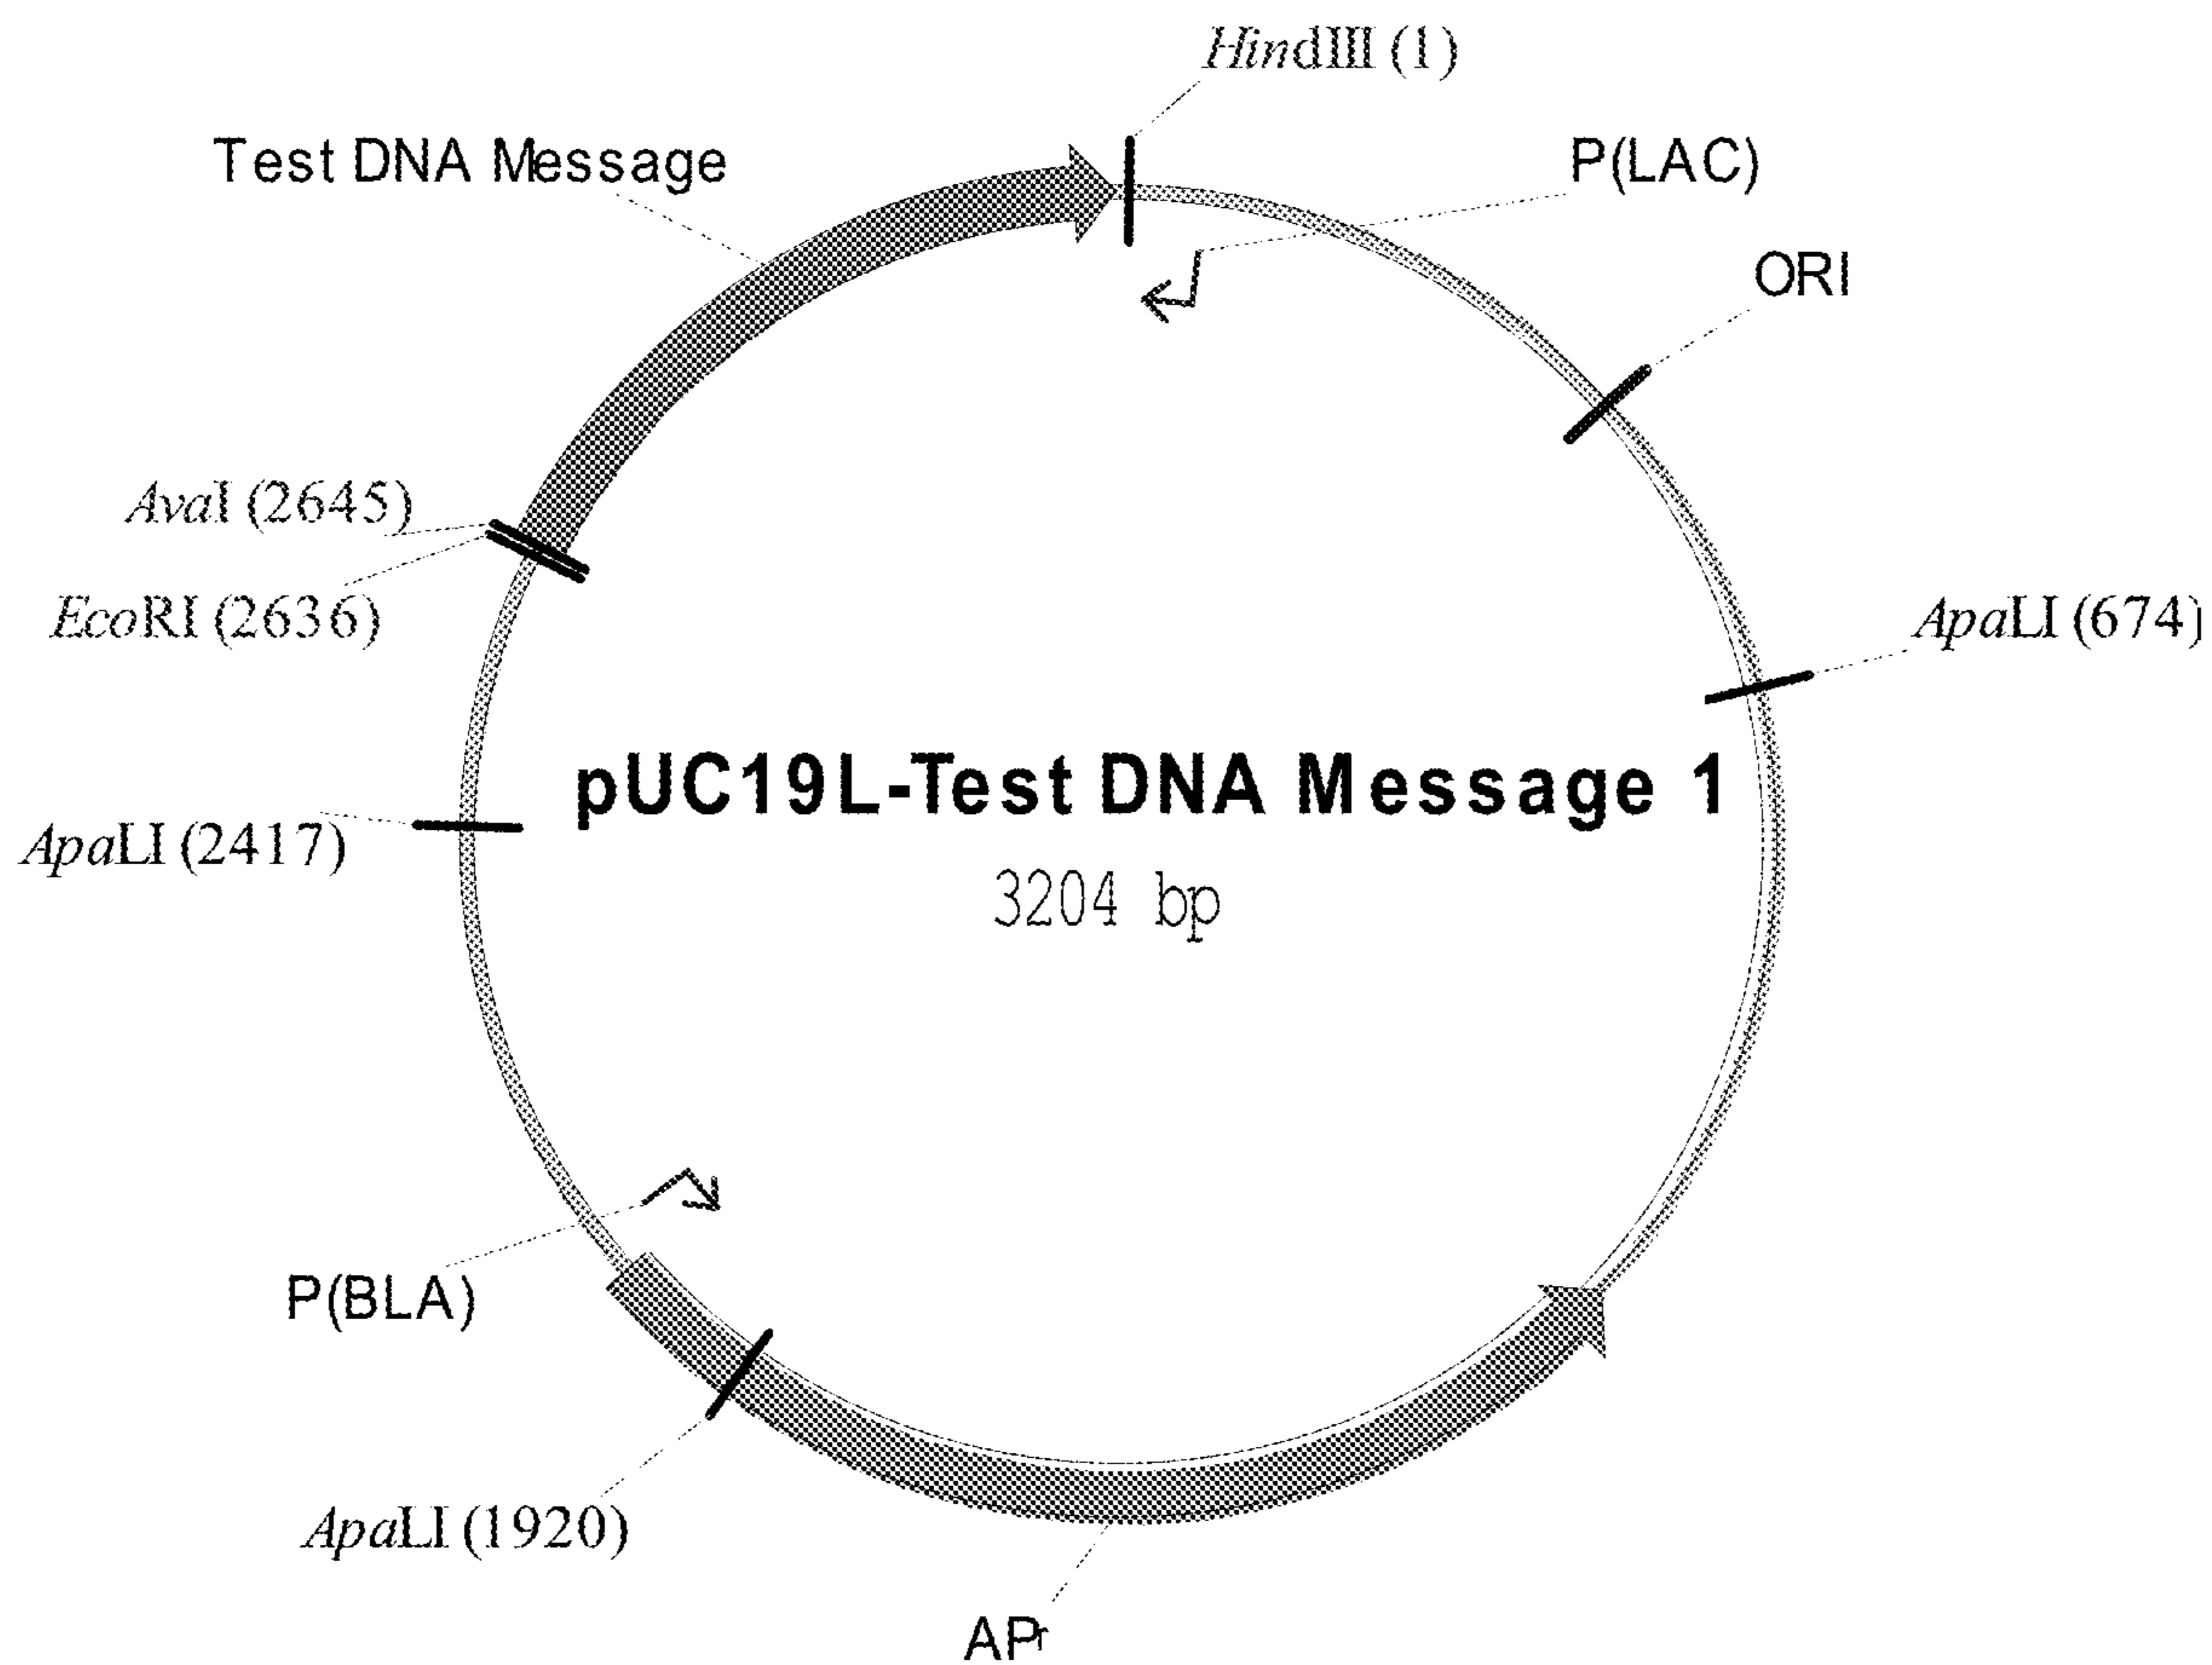 HindIII (1)
Test DNA Message
P(LAC)
ORI
AvaI (2645)
EcoRI (2636)
ApaLI (674)
pUC19L-Test DNA Message 1
3204 bp
ApaLI (2417)
P(BLA)
ApaLI (1920)
APr